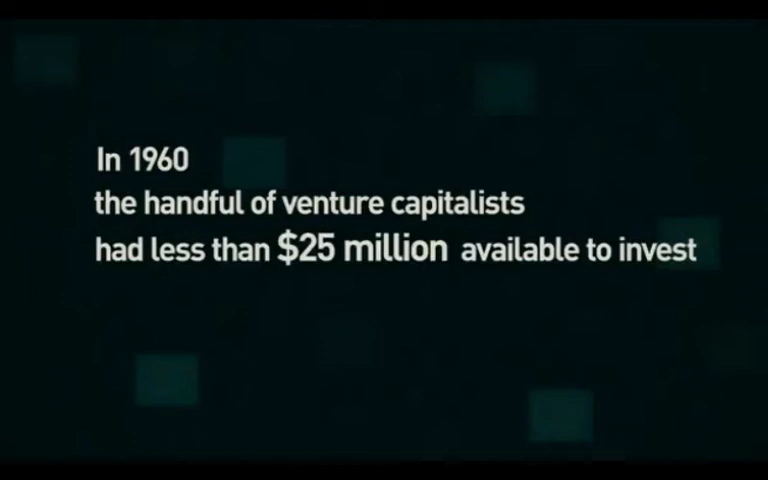 In 1960
the handful of venture capitalists
had less than $25 million available to invest